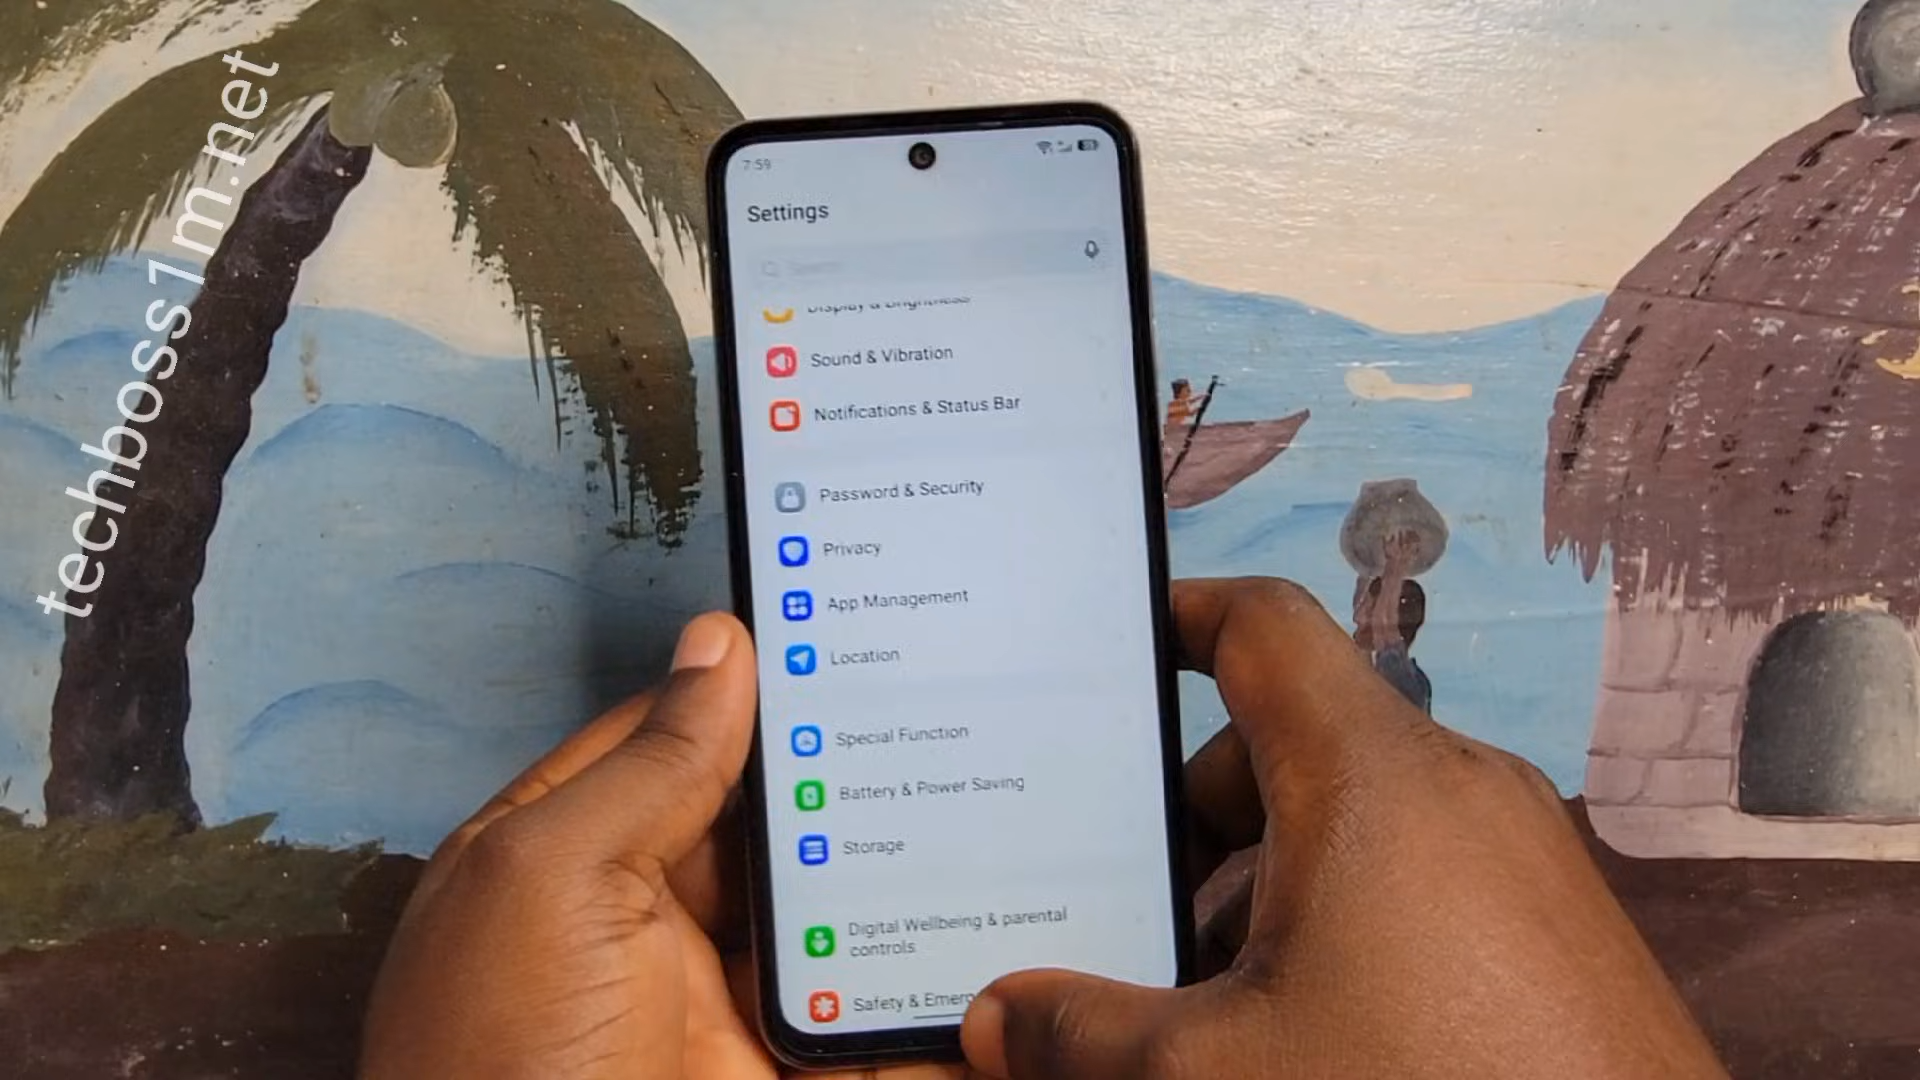 techboss1m.net
7:59
Settings
Search
Display & Brightness
Sound & Vibration
Notifications & Status Bar
Password & Security
Privacy
App Management
Location
Special Function
Battery & Power Saving
Storage
Digital Wellbeing & parental
controls
Safety & Emerg